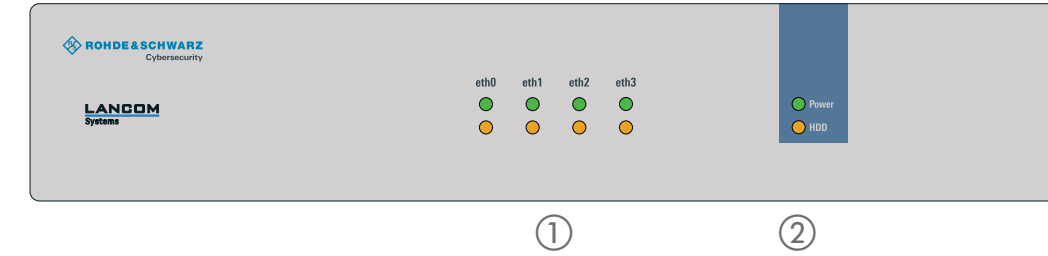 ROHDE&SCHWARZ
Cybersecurity
LANCOM
Systems
eth0 eth1 eth2 eth3
Power
HDD
1 2